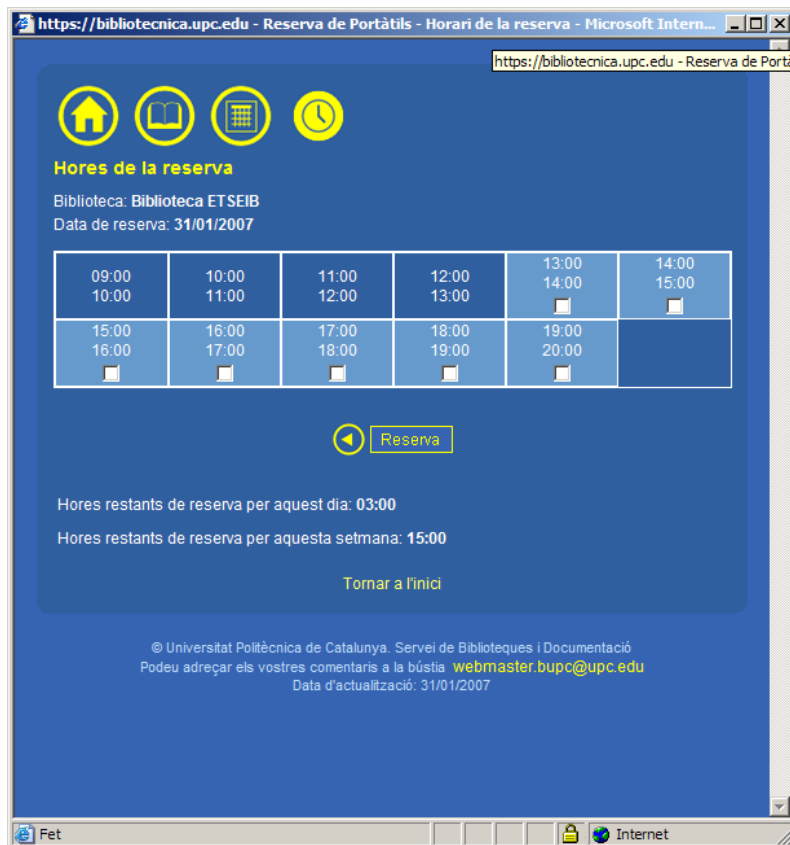 https://bibliotecnica.upc.edu - Reserva de Portàtils - Horari de la reserva - Microsoft Intern...
https://bibliotecnica.upc.edu - Reserva de Portà
Hores de la reserva
Biblioteca: Biblioteca ETSEIB
Data de reserva: 31/01/2007
09:00 10:00 11:00 12:00 13:00 14:00
10:00 11:00 12:00 13:00 14:00 15:00
15:00 16:00 17:00 18:00 19:00
16:00 17:00 18:00 19:00 20:00
Reserva
Hores restants de reserva per aquest dia: 03:00
Hores restants de reserva per aquesta setmana: 15:00
Tornar a l'inici
© Universitat Politècnica de Catalunya. Servei de Biblioteques i Documentació
Podeu adreçar els vostres comentaris a la bústia webmaster.bupc@upc.edu
Data d'actualització: 31/01/2007
Fet Internet